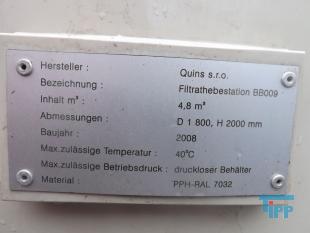 Hersteller : Quins s.r.o.
Bezeichnung : Filtrathebestation BB009
Inhalt m³ : 4,8 m³
Abmessungen : D 1 800, H 2000 mm
Baujahr : 2008
Max.zulässige Temperatur : 40°C
Max.zulässige Betriebsdruck : druckloser Behälter
Material : PPH-RAL 7032
TIPP